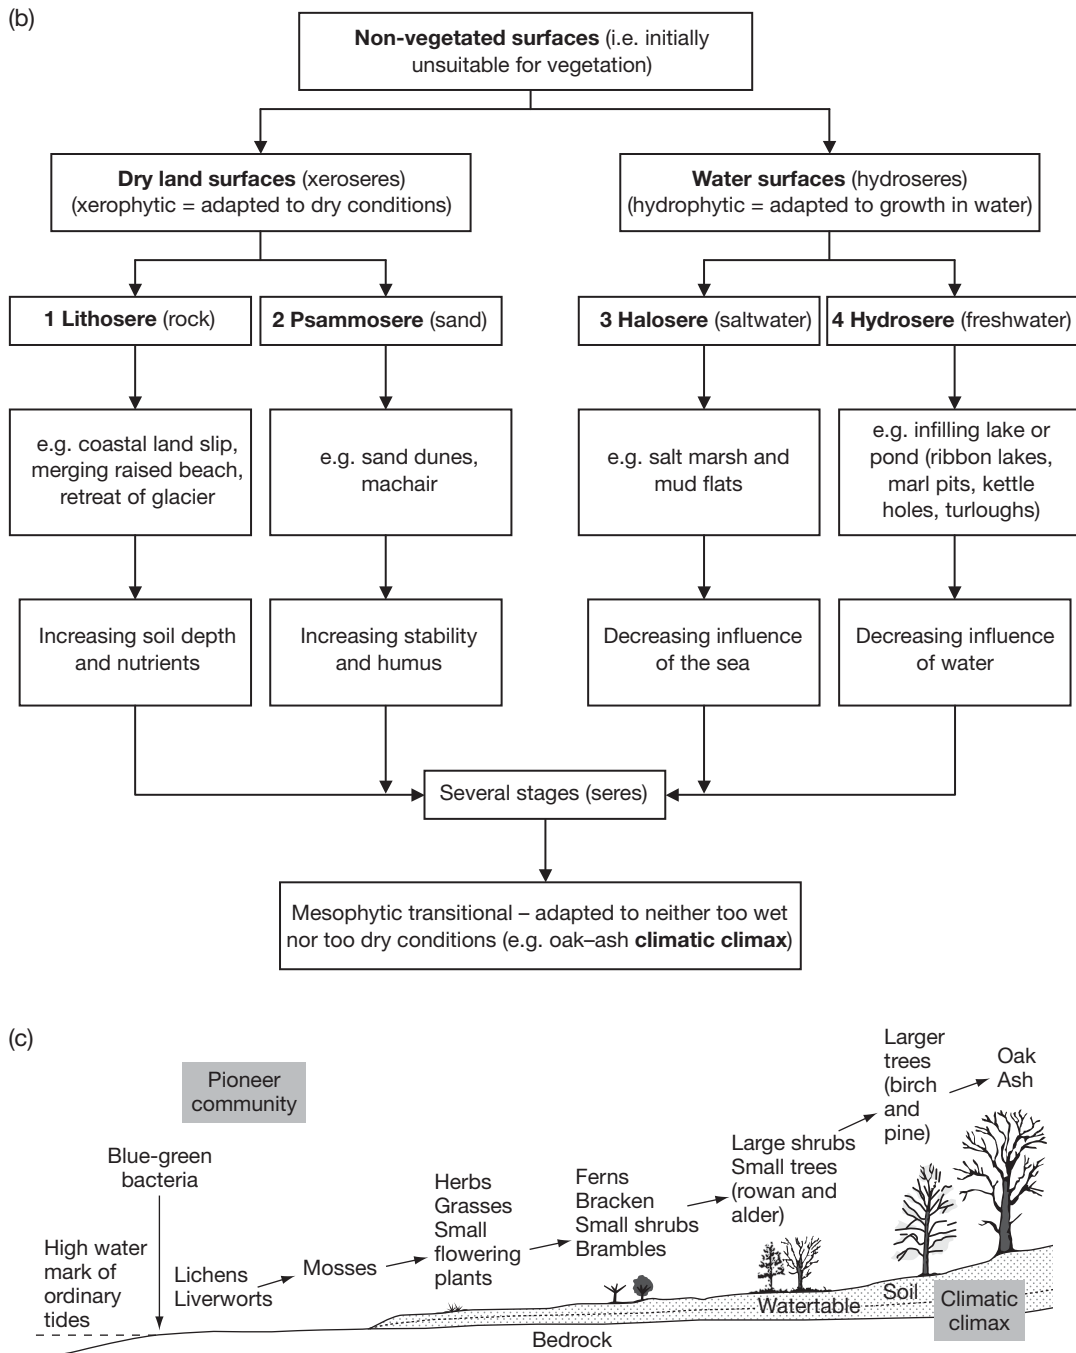 (b)
Non-vegetated surfaces (i.e. initially
unsuitable for vegetation)
Dry land surfaces (xeroseres)
(xerophytic = adapted to dry conditions)
Water surfaces (hydroseres)
(hydrophytic = adapted to growth in water)
1 Lithosere (rock)
2 Psammosere (sand)
3 Halosere (saltwater)
4 Hydrosere (freshwater)
e.g. coastal land slip,
merging raised beach,
retreat of glacier
e.g. sand dunes,
machair
e.g. salt marsh and
mud flats
e.g. infilling lake or
pond (ribbon lakes,
marl pits, kettle
holes, turloughs)
Increasing soil depth
and nutrients
Increasing stability
and humus
Decreasing influence
of the sea
Decreasing influence
of water
Several stages (seres)
Mesophytic transitional – adapted to neither too wet
nor too dry conditions (e.g. oak–ash climatic climax)
(c)
Pioneer
community
Blue-green
bacteria
High water
mark of
ordinary
tides
Lichens
Liverworts
Mosses
Herbs
Grasses
Small
flowering
plants
Ferns
Bracken
Small shrubs
Brambles
Large shrubs
Small trees
(rowan and
alder)
Larger
trees
(birch
and
pine)
Oak
Ash
Watertable
Soil
Bedrock
Climatic
climax